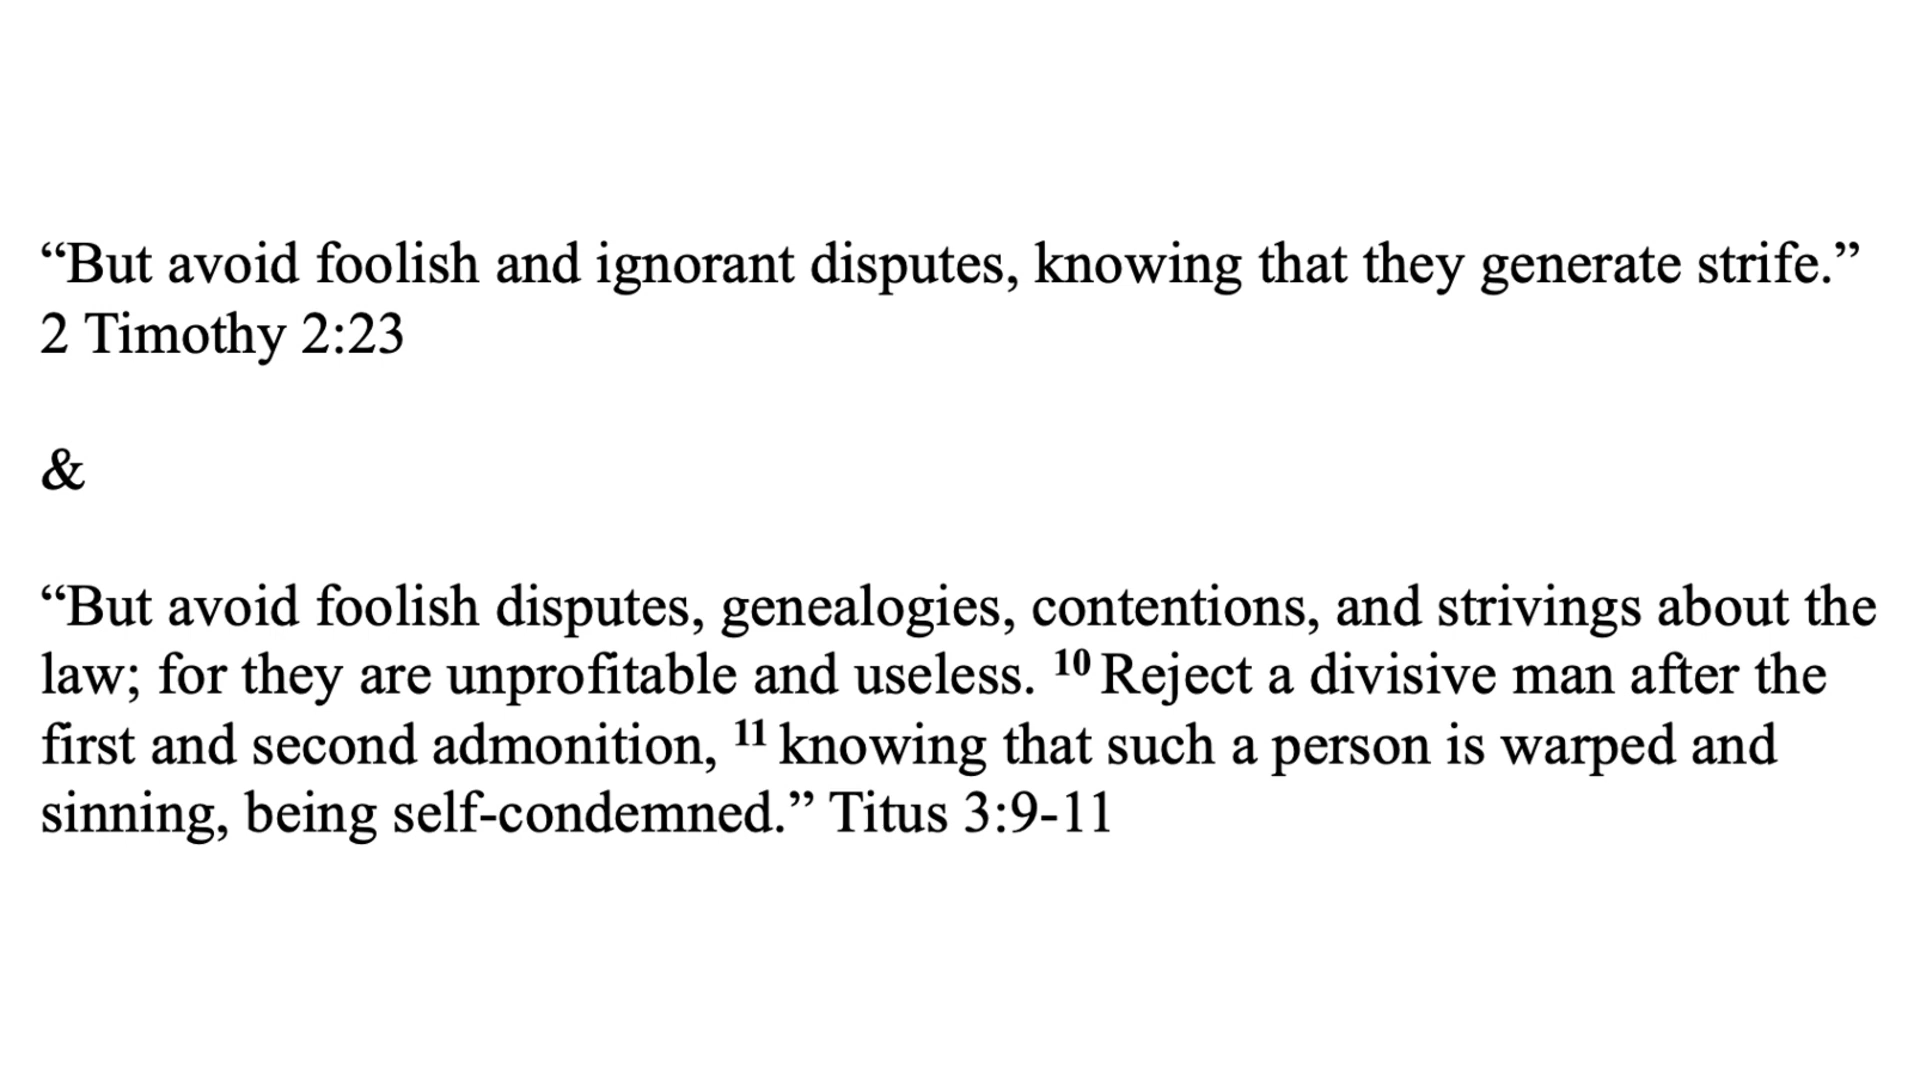 “But avoid foolish and ignorant disputes, knowing that they generate strife.”
2 Timothy 2:23
&
“But avoid foolish disputes, genealogies, contentions, and strivings about the
law; for they are unprofitable and useless. 10 Reject a divisive man after the
first and second admonition, 11 knowing that such a person is warped and
sinning, being self-condemned.” Titus 3:9-11